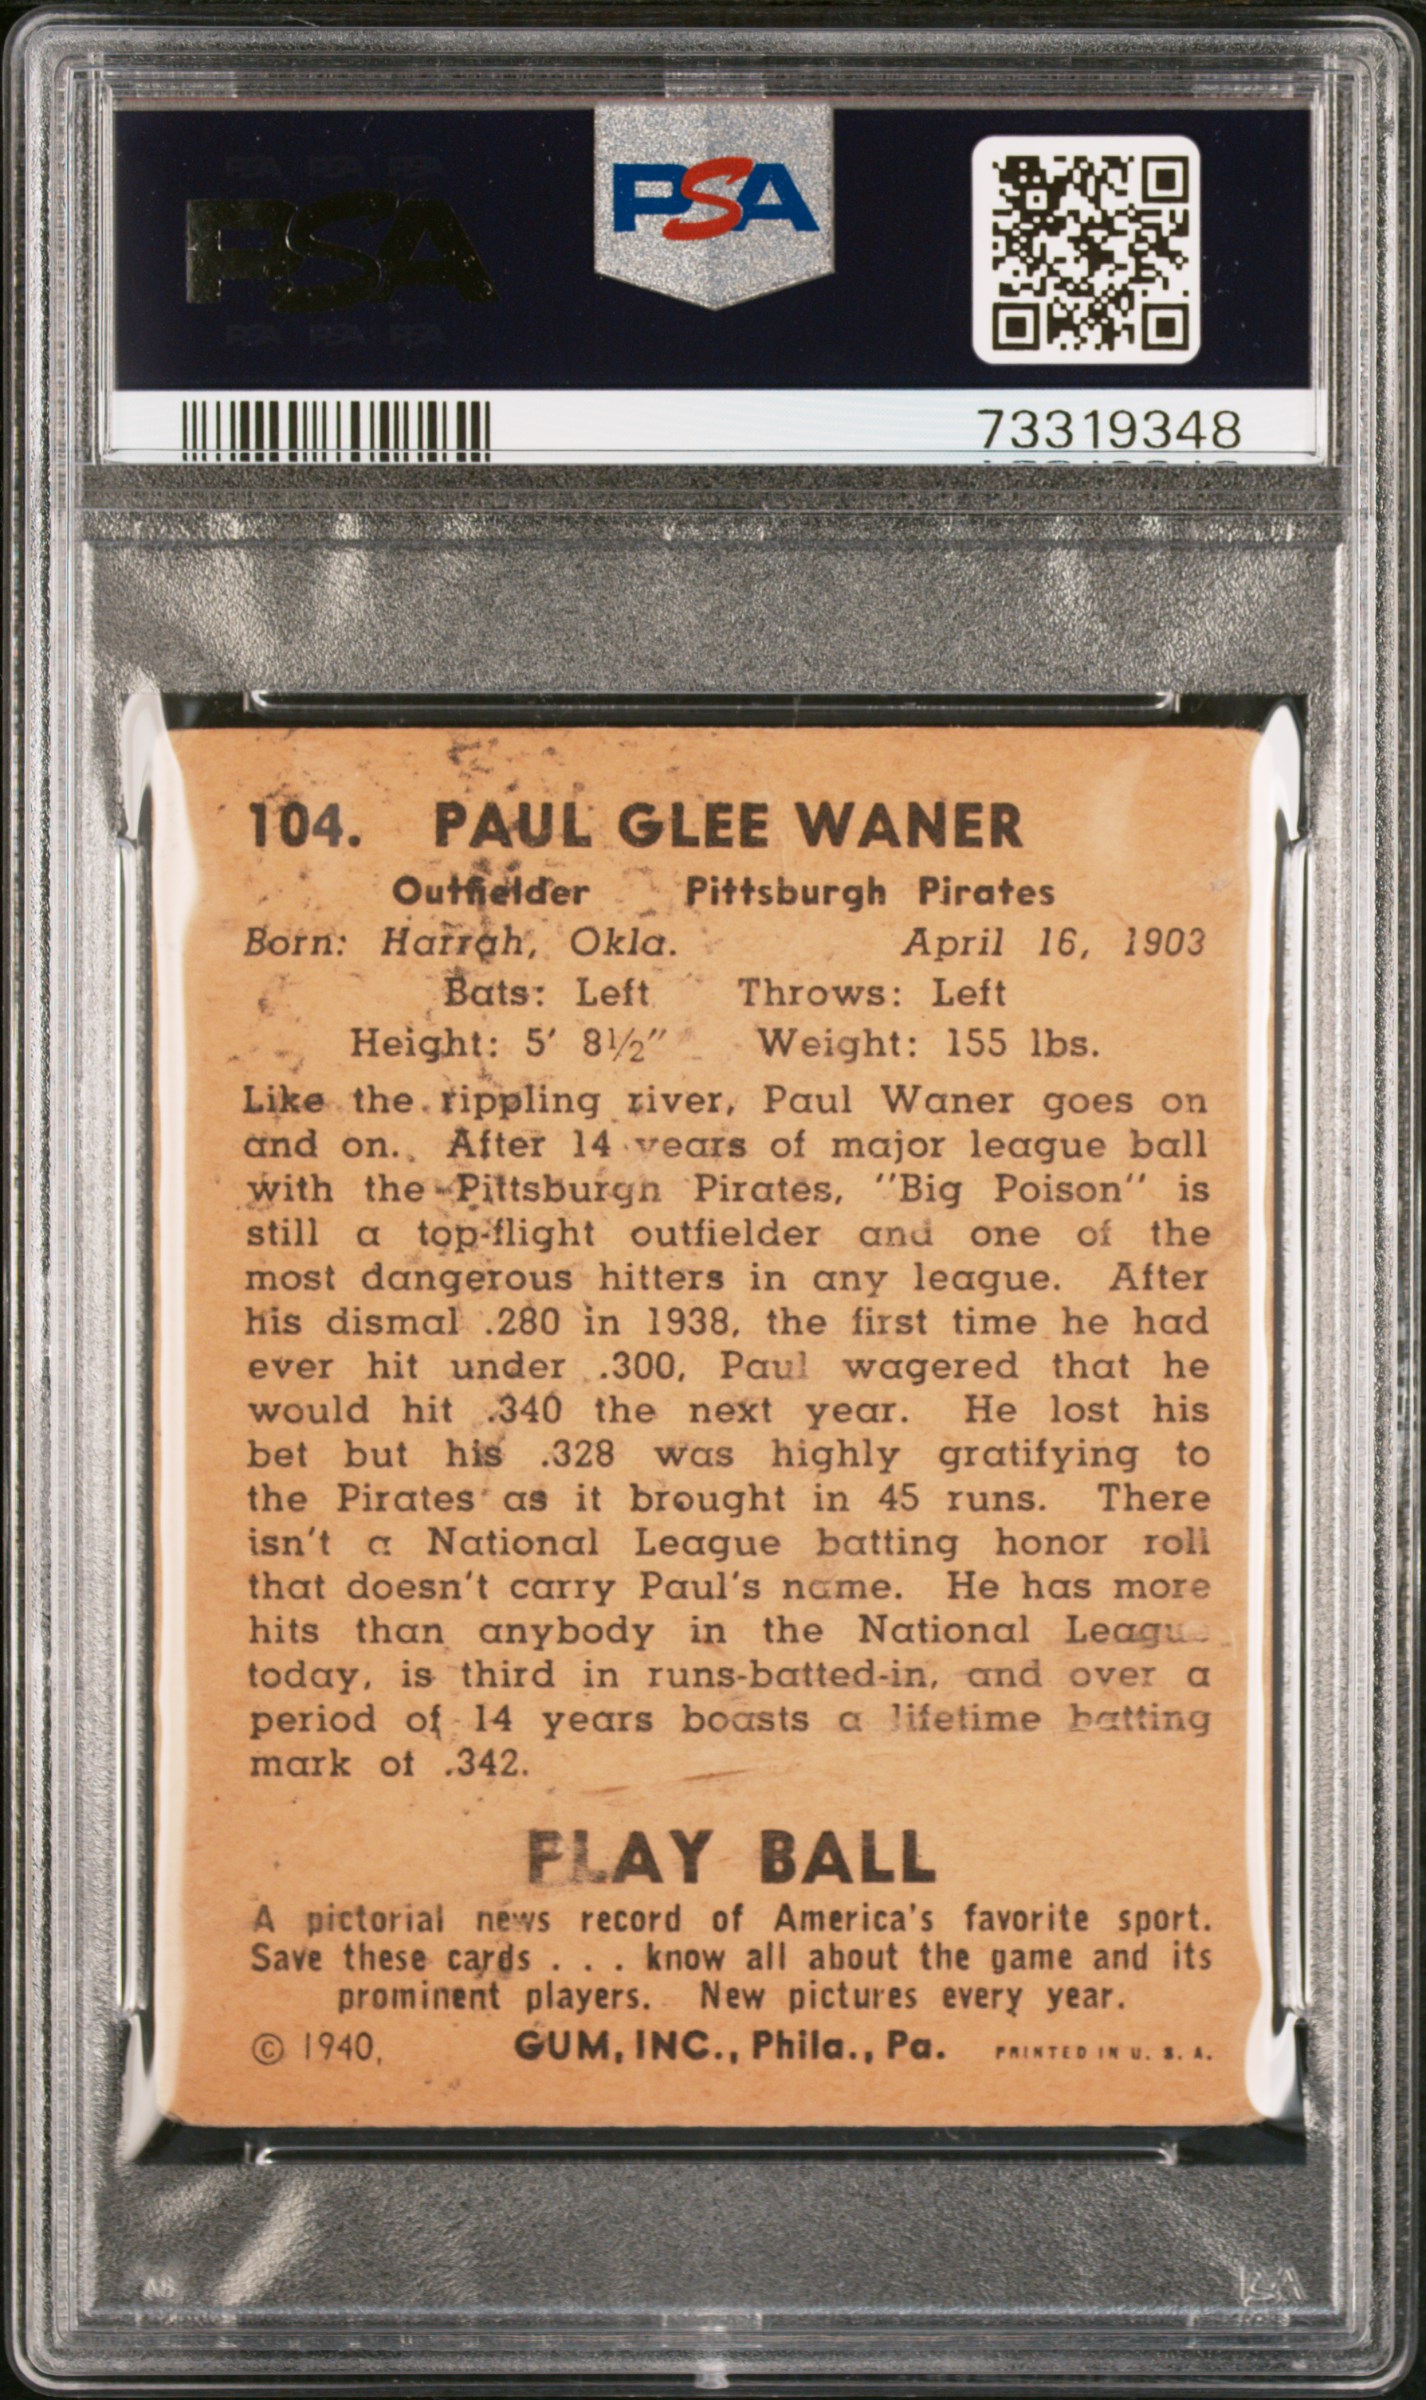 PSA PSA PSA
PSA
PSA PSA PSA
PSA
73319348
104. PAUL GLEE WANER
Outfielder Pittsburgh Pirates
Born: Harrah, Okla. April 16, 1903
Bats: Left Throws: Left
Height: 5' 8½" Weight: 155 lbs.
Like the rippling river, Paul Waner goes on
and on. After 14 years of major league ball
with the Pittsburgh Pirates, "Big Poison" is
still a top-flight outfielder and one of the
most dangerous hitters in any league. After
his dismal .280 in 1938, the first time he had
ever hit under .300, Paul wagered that he
would hit .340 the next year. He lost his
bet but his .328 was highly gratifying to
the Pirates as it brought in 45 runs. There
isn't a National League batting honor roll
that doesn't carry Paul's name. He has more
hits than anybody in the National League
today, is third in runs-batted-in, and over a
period of 14 years boasts a lifetime batting
mark of .342.
PLAY BALL
A pictorial news record of America's favorite sport.
Save these cards . . . know all about the game and its
prominent players. New pictures every year.
© 1940, GUM, INC., Phila., Pa. PRINTED IN U. S. A.